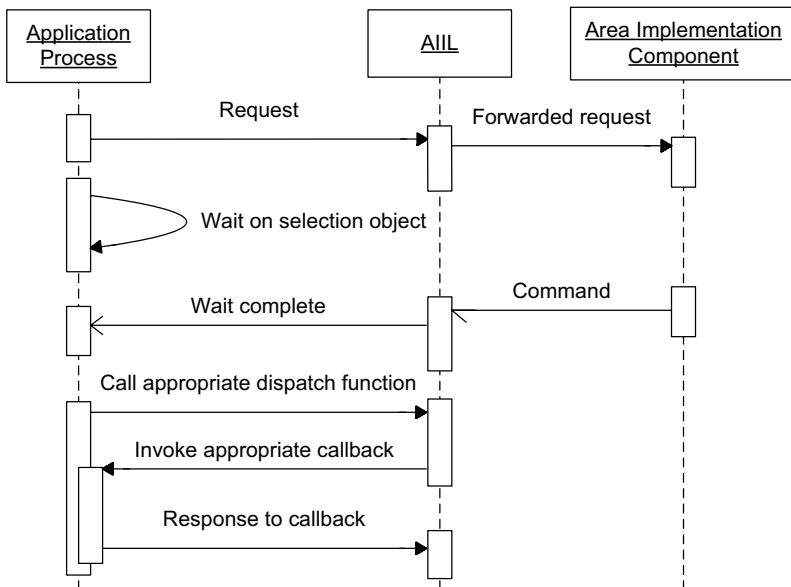 Application
Process
AIIL
Area Implementation
Component
Request
Forwarded request
Wait on selection object
Command
Wait complete
Call appropriate dispatch function
Invoke appropriate callback
Response to callback